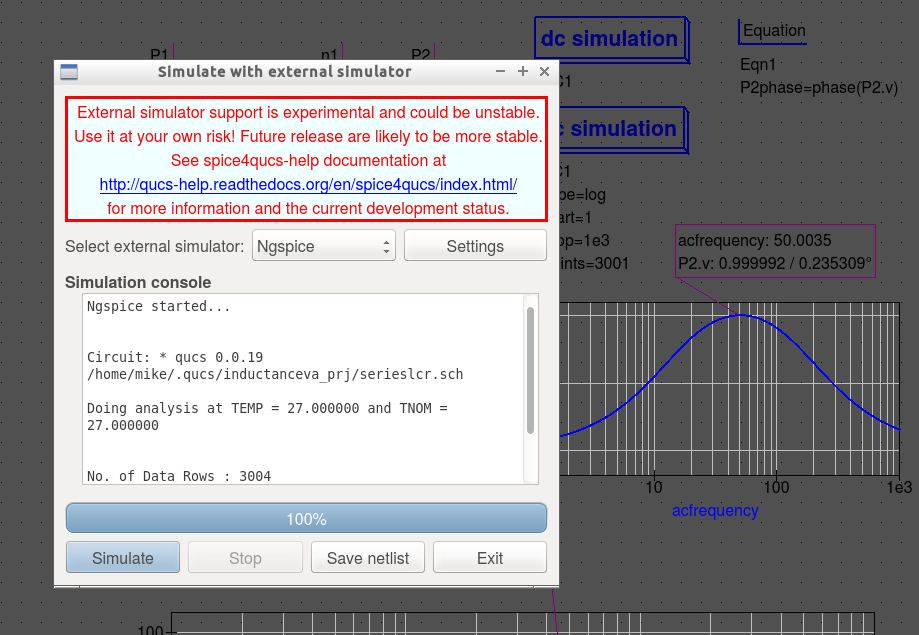 P1
n1
P2
dc simulation
Equation
C1
Eqn1
P2phase=phase(P2.v)
c simulation
C1
pe=log
art=1
op=1e3
ints=3001
acfrequency: 50.0035
P2.v: 0.999992 / 0.235309°
10
100
1e3
acfrequency
100
Simulate with external simulator
External simulator support is experimental and could be unstable.
Use it at your own risk! Future release are likely to be more stable.
See spice4qucs-help documentation at
http://qucs-help.readthedocs.org/en/spice4qucs/index.html/
for more information and the current development status.
Select external simulator: Ngspice Settings
Simulation console
Ngspice started...
Circuit: * qucs 0.0.19
/home/mike/.qucs/inductanceva_prj/serieslcr.sch
Doing analysis at TEMP = 27.000000 and TNOM =
27.000000
No. of Data Rows : 3004
100%
Simulate Stop Save netlist Exit